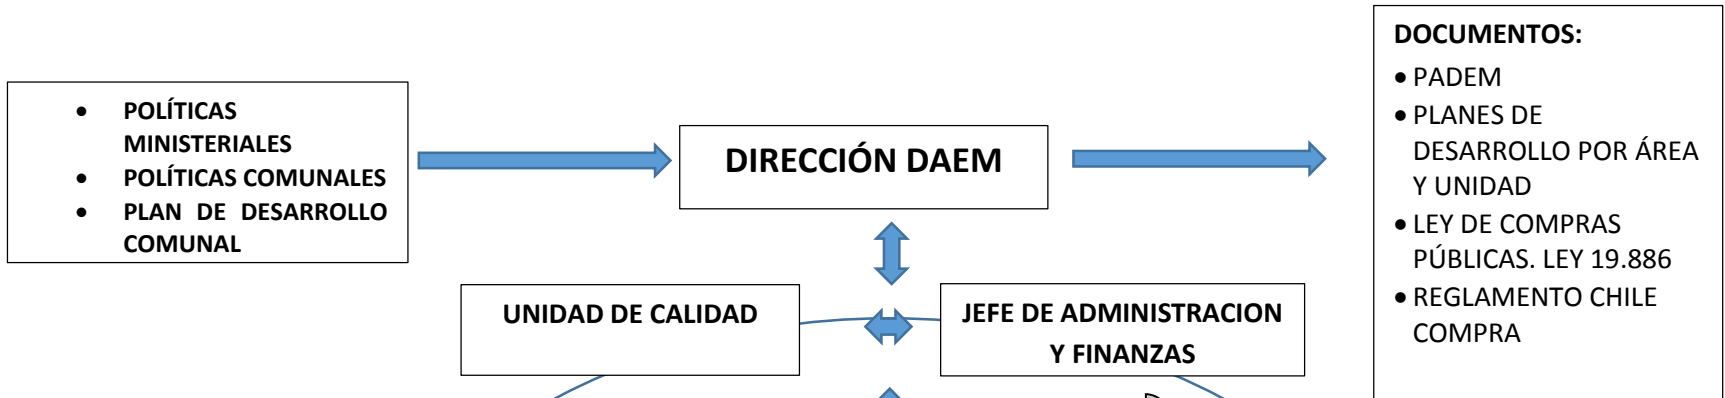 • POLÍTICAS
MINISTERIALES
• POLÍTICAS COMUNALES
• PLAN DE DESARROLLO
COMUNAL
DIRECCIÓN DAEM
DOCUMENTOS:
• PADEM
• PLANES DE
DESARROLLO POR ÁREA
Y UNIDAD
• LEY DE COMPRAS
PÚBLICAS. LEY 19.886
• REGLAMENTO CHILE
COMPRA
UNIDAD DE CALIDAD
JEFE DE ADMINISTRACION
Y FINANZAS